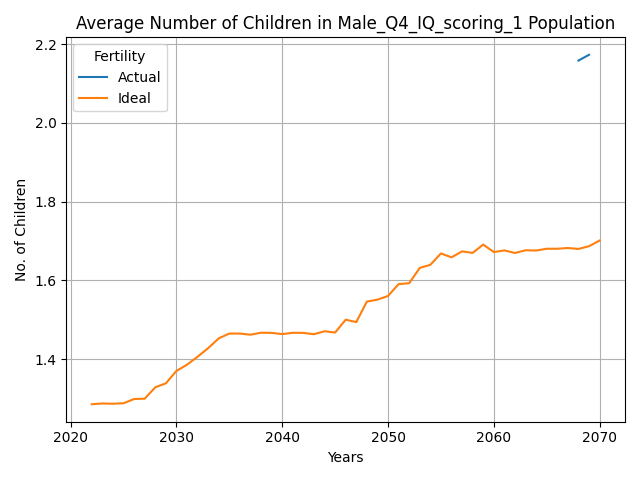 Average Number of Children in Male_Q4_IQ_scoring_1 Population
Fertility
Actual
Ideal
No. of Children
2.2
2.0
1.8
1.6
1.4
2020 2030 2040 2050 2060 2070
Years